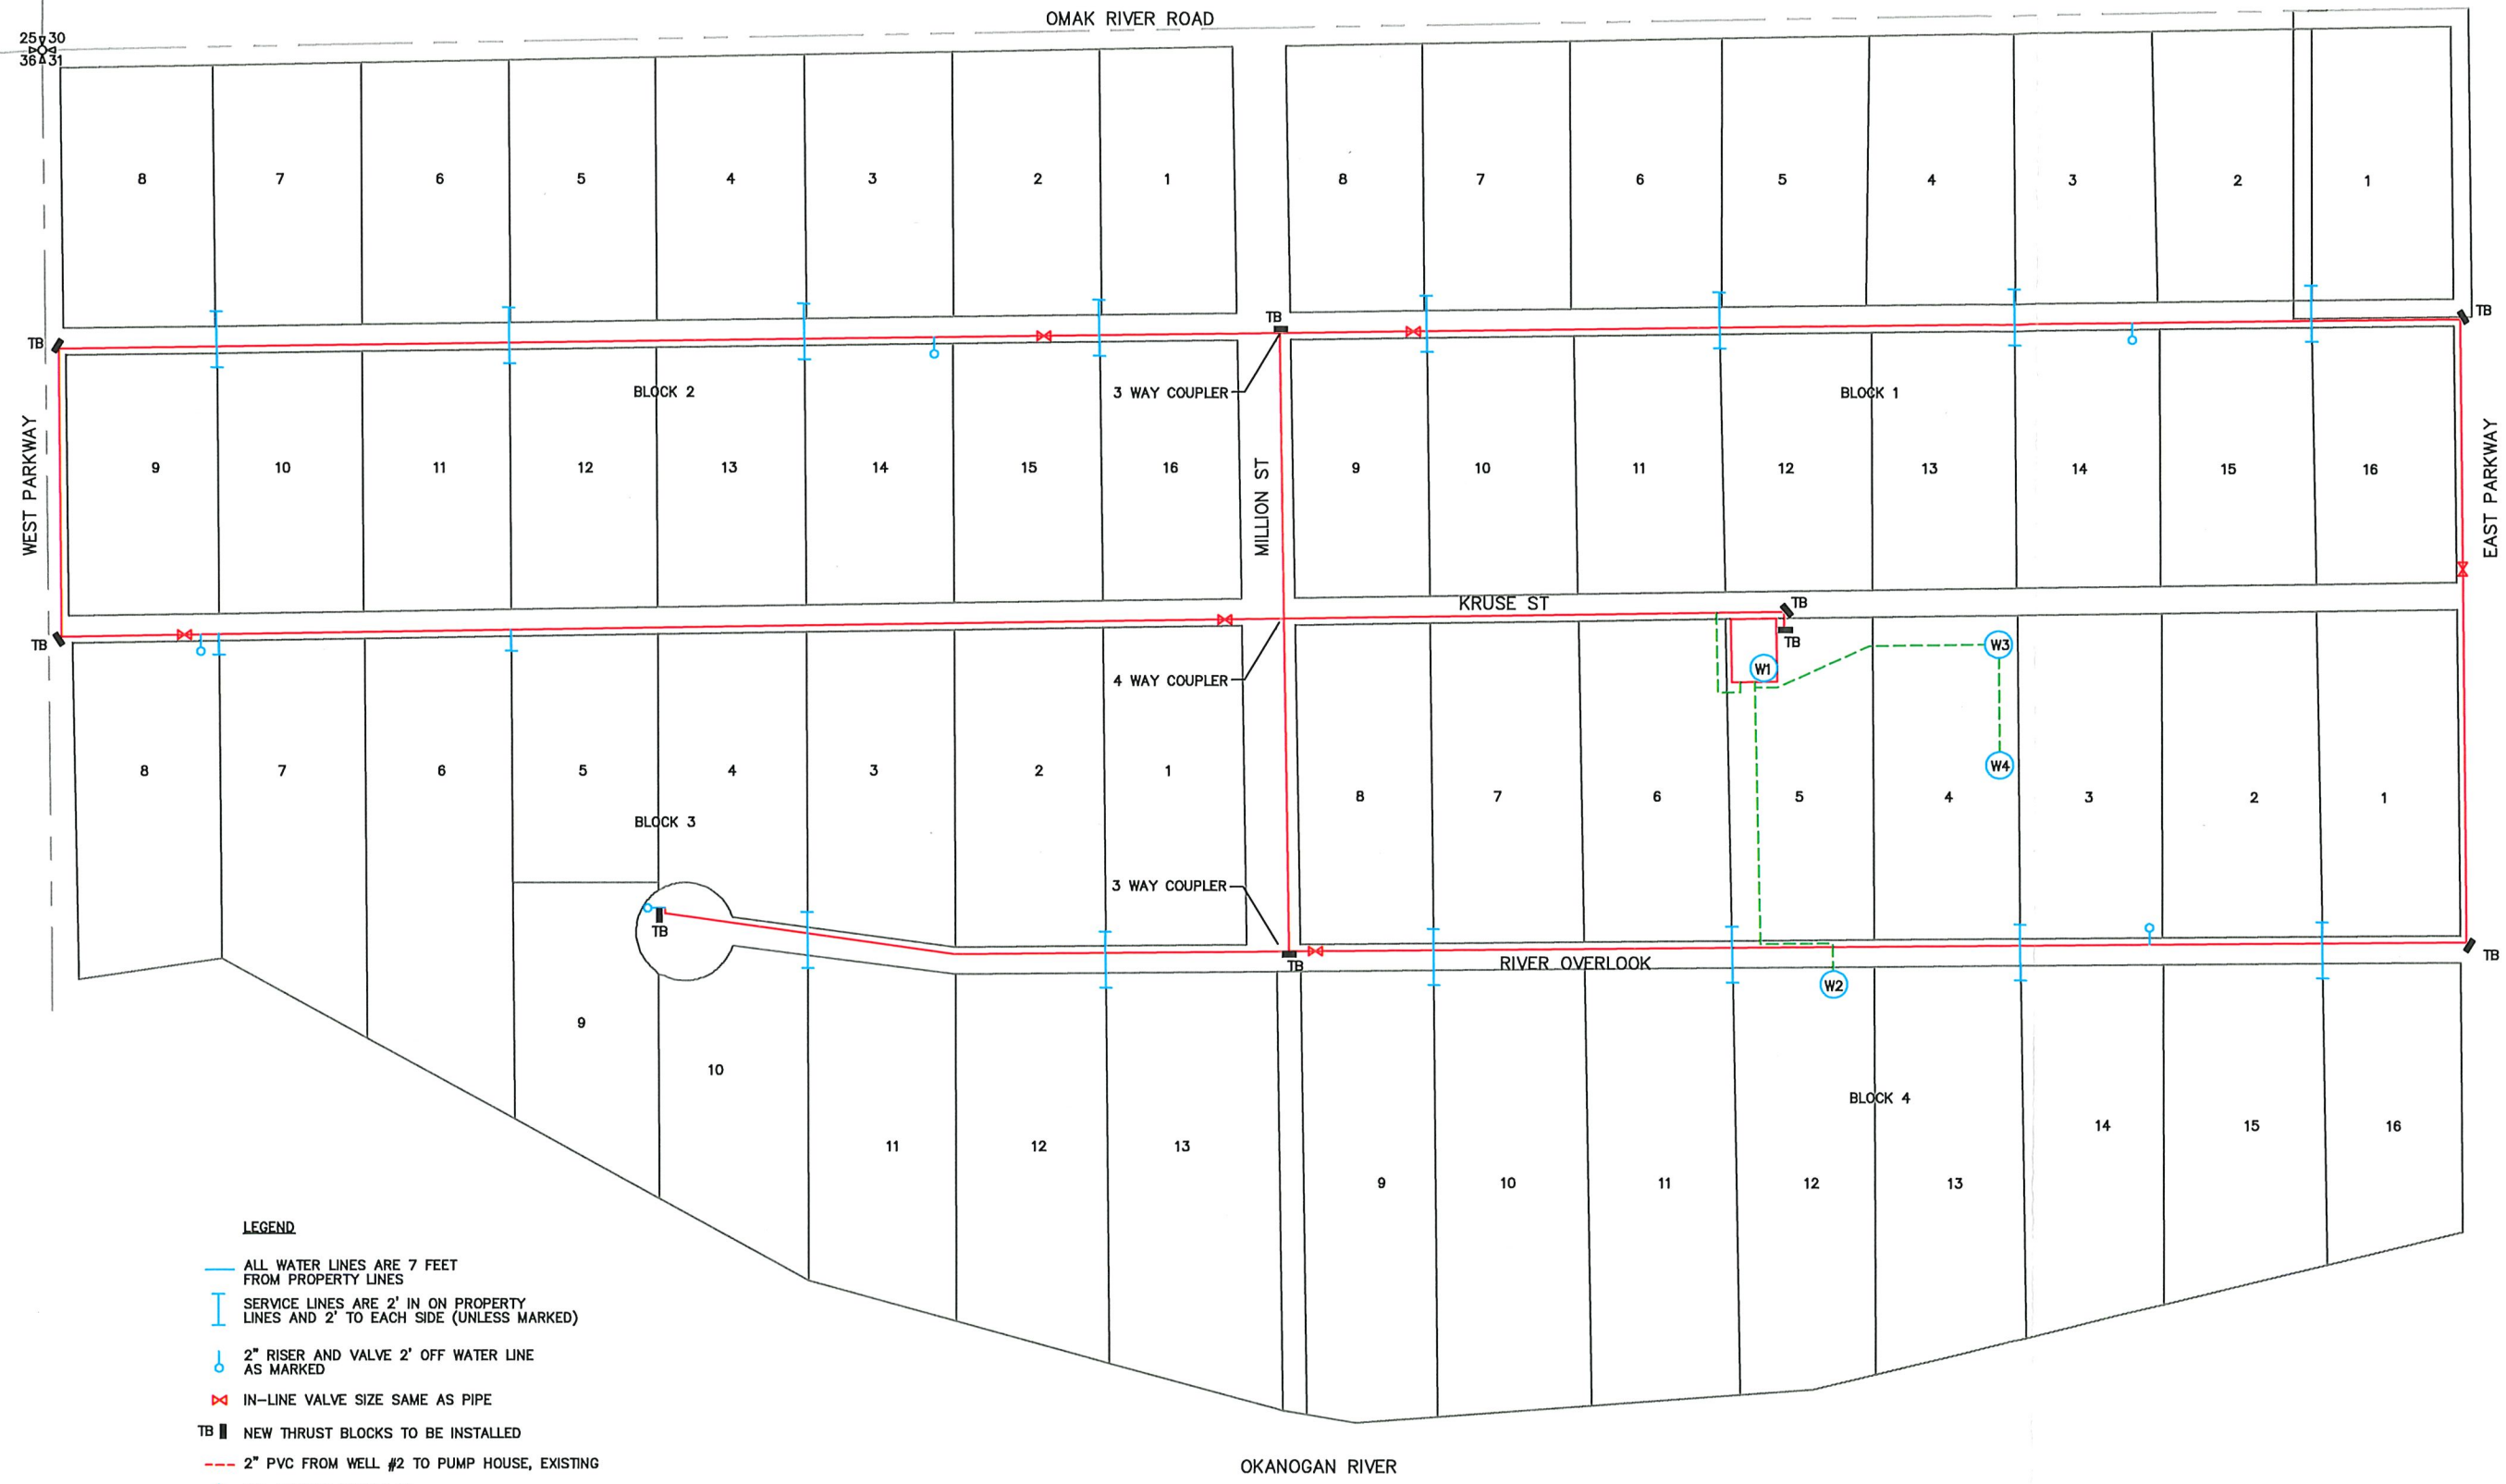 OMAK RIVER ROAD
25 30
36 31
8 7 6 5 4 3 2 1 8 7 6 5 4 3 2 1
TB TB TB
BLOCK 2 3 WAY COUPLER BLOCK 1
WEST PARKWAY
9 10 11 12 13 14 15 16
MILLION ST
9 10 11 12 13 14 15 16
EAST PARKWAY
KRUSE ST TB
TB TB
W1 W3
4 WAY COUPLER
W4
8 7 6 5 4 3 2 1 8 7 6 5 4 3 2 1
BLOCK 3
3 WAY COUPLER
TB
TB RIVER OVERLOOK TB
W2
9
10
BLOCK 4
11 12 13 14 15 16
9 10 11 12 13
LEGEND
ALL WATER LINES ARE 7 FEET
FROM PROPERTY LINES
SERVICE LINES ARE 2' IN ON PROPERTY
LINES AND 2' TO EACH SIDE (UNLESS MARKED)
2" RISER AND VALVE 2' OFF WATER LINE
AS MARKED
IN-LINE VALVE SIZE SAME AS PIPE
TB NEW THRUST BLOCKS TO BE INSTALLED
2" PVC FROM WELL #2 TO PUMP HOUSE, EXISTING
OKANOGAN RIVER